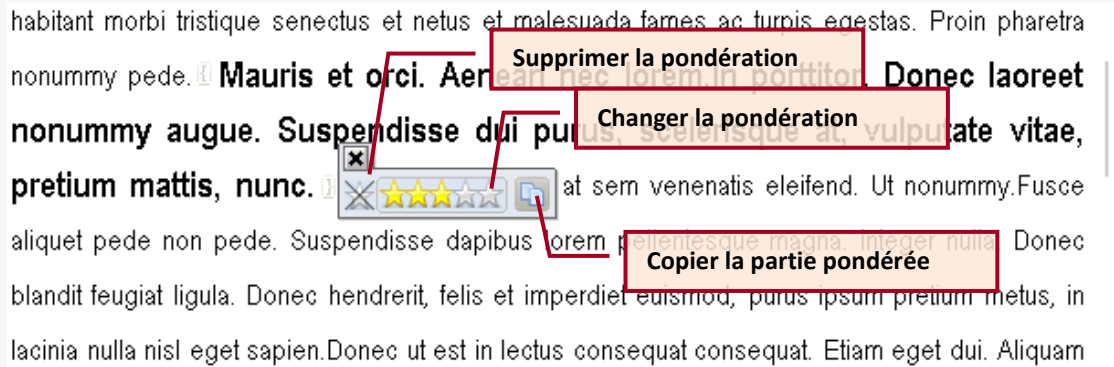 habitant morbi tristique senectus et netus et malesuada fames ac turpis egestas. Proin pharetra
Supprimer la pondération
nonummy pede. { Mauris et orci. Aenean nec lorem.In porttitor. Donec laoreet
Changer la pondération
nonummy augue. Suspendisse dui purus, scelerisque at, vulputate vitae,
pretium mattis, nunc. } at sem venenatis eleifend. Ut nonummy.Fusce
aliquet pede non pede. Suspendisse dapibus lorem pellentesque magna. Integer nulla. Donec
Copier la partie pondérée
blandit feugiat ligula. Donec hendrerit, felis et imperdiet euismod, purus ipsum pretium metus, in
lacinia nulla nisl eget sapien.Donec ut est in lectus consequat consequat. Etiam eget dui. Aliquam